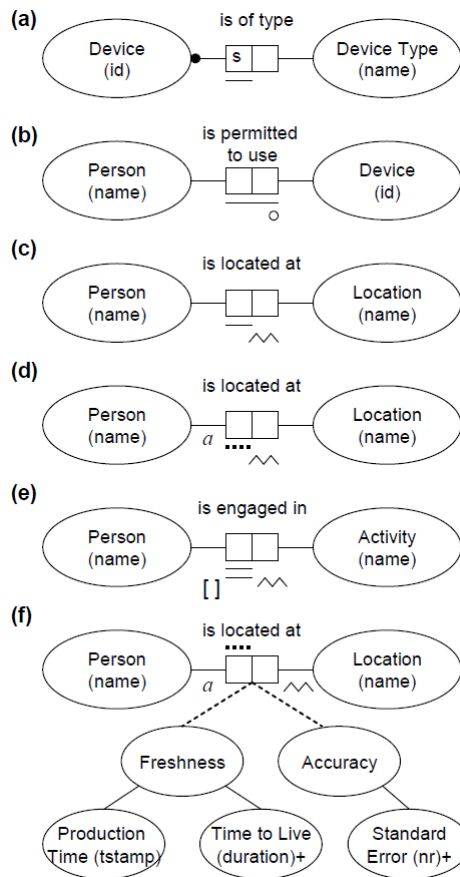 (a)
is of type
Device
(id)
s
Device Type
(name)
(b)
is permitted
to use
Person
(name)
Device
(id)
(c)
is located at
Person
(name)
Location
(name)
(d)
is located at
Person
(name)
a
Location
(name)
(e)
is engaged in
Person
(name)
[ ]
Activity
(name)
(f)
is located at
Person
(name)
a
Location
(name)
Freshness
Accuracy
Production
Time (tstamp)
Time to Live
(duration)+
Standard
Error (nr)+